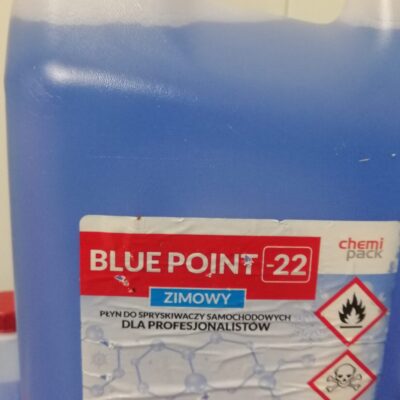 BLUE POINT -22
chemi
pack
ZIMOWY
PŁYN DO SPRYSKIWACZY SAMOCHODOWYCH
DLA PROFESJONALISTÓW